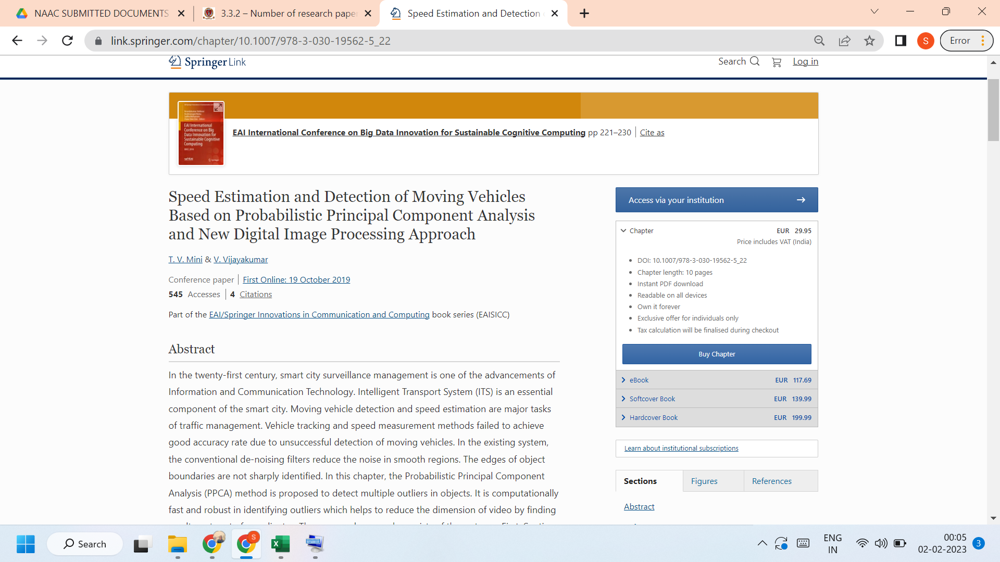 NAAC SUBMITTED DOCUMENTS
3.3.2 – Number of research paper
Speed Estimation and Detection
link.springer.com/chapter/10.1007/978-3-030-19562-5_22
S
Error
Springer Link
Search
Log in
EAI International
Conference on Big
Data Innovation for
Sustainable Cognitive
Computing
EAI International Conference on Big Data Innovation for Sustainable Cognitive Computing pp 221–230 | Cite as
Speed Estimation and Detection of Moving Vehicles
Based on Probabilistic Principal Component Analysis
and New Digital Image Processing Approach
T. V. Mini & V. Vijayakumar
Conference paper | First Online: 19 October 2019
545 Accesses | 4 Citations
Part of the EAI/Springer Innovations in Communication and Computing book series (EAISICC)
Abstract
In the twenty-first century, smart city surveillance management is one of the advancements of
Information and Communication Technology. Intelligent Transport System (ITS) is an essential
component of the smart city. Moving vehicle detection and speed estimation are major tasks
of traffic management. Vehicle tracking and speed measurement methods failed to achieve
good accuracy rate due to unsuccessful detection of moving vehicles. In the existing system,
the conventional de-noising filters reduce the noise in smooth regions. The edges of object
boundaries are not sharply identified. In this chapter, the Probabilistic Principal Component
Analysis (PPCA) method is proposed to detect multiple outliers in objects. It is computationally
fast and robust in identifying outliers which helps to reduce the dimension of video by finding
Access via your institution
Chapter EUR 29.95
Price includes VAT (India)
DOI: 10.1007/978-3-030-19562-5_22
Chapter length: 10 pages
Instant PDF download
Readable on all devices
Own it forever
Exclusive offer for individuals only
Tax calculation will be finalised during checkout
Buy Chapter
eBook EUR 117.69
Softcover Book EUR 139.99
Hardcover Book EUR 199.99
Learn about institutional subscriptions
Sections Figures References
Abstract
Search
S
ENG
IN
00:05
02-02-2023
3